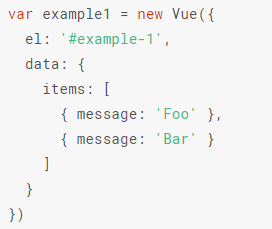 var example1 = new Vue({
  el: '#example-1',
  data: {
    items: [
      { message: 'Foo' },
      { message: 'Bar' }
    ]
  }
})